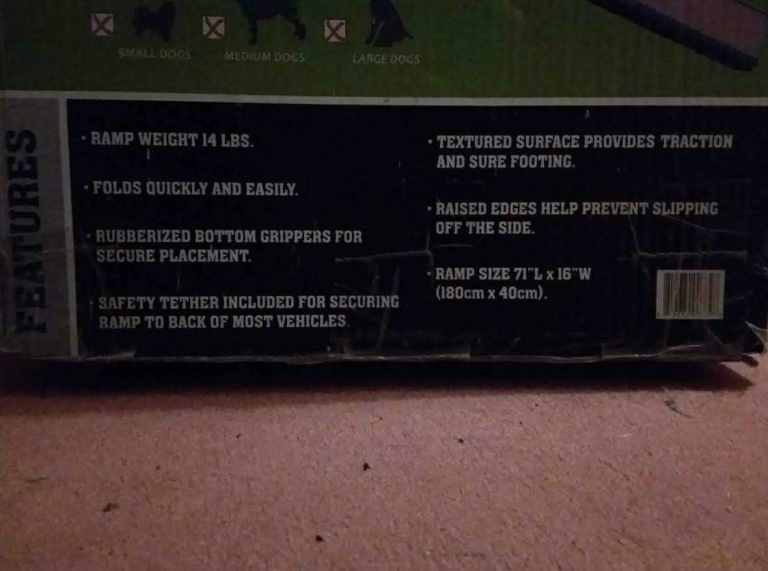 SMALL DOGS
MEDIUM DOGS
LARGE DOGS
FEATURES
• RAMP WEIGHT 14 LBS.
• FOLDS QUICKLY AND EASILY.
• RUBBERIZED BOTTOM GRIPPERS FOR
SECURE PLACEMENT.
• SAFETY TETHER INCLUDED FOR SECURING
RAMP TO BACK OF MOST VEHICLES.
• TEXTURED SURFACE PROVIDES TRACTION
AND SURE FOOTING.
• RAISED EDGES HELP PREVENT SLIPPING
OFF THE SIDE.
• RAMP SIZE 71"L x 16"W
(180cm x 40cm).